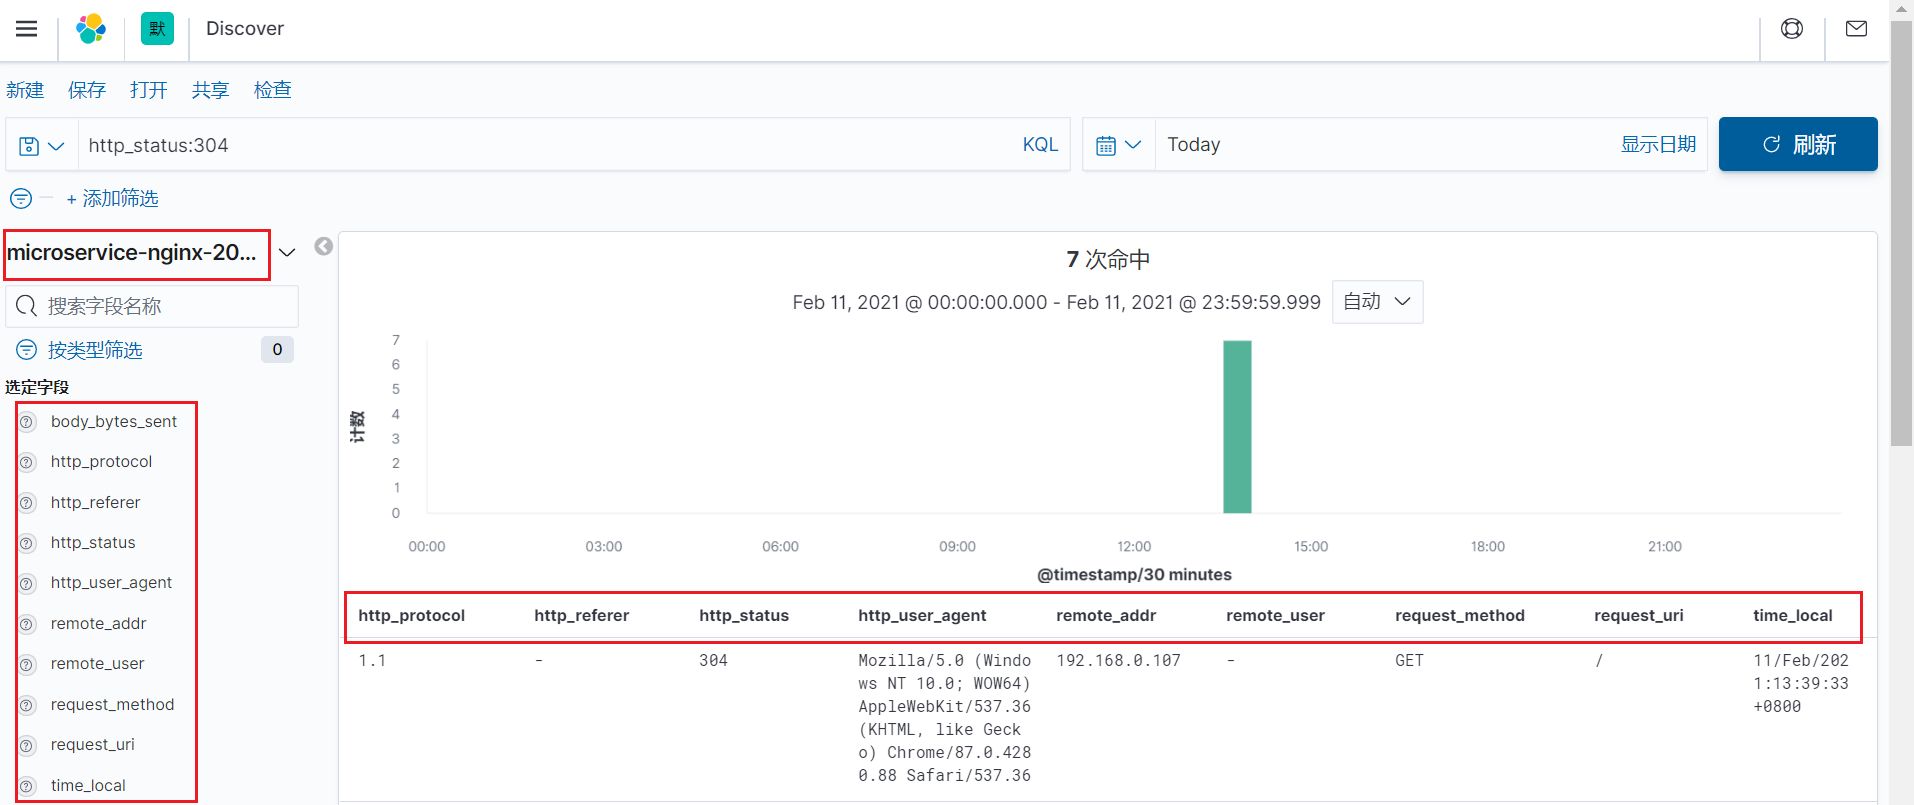 默 Discover
新建 保存 打开 共享 检查
http_status:304 KQL Today 显示日期 刷新
+ 添加筛选
microservice-nginx-20...
搜索字段名称
按类型筛选 0
选定字段
body_bytes_sent
http_protocol
http_referer
http_status
http_user_agent
remote_addr
remote_user
request_method
request_uri
time_local
7 次命中
Feb 11, 2021 @ 00:00:00.000 - Feb 11, 2021 @ 23:59:59.999 自动
计数
7
6
5
4
3
2
1
0
00:00 03:00 06:00 09:00 12:00 15:00 18:00 21:00
@timestamp/30 minutes
http_protocol http_referer http_status http_user_agent remote_addr remote_user request_method request_uri time_local
1.1 - 304 Mozilla/5.0 (Windo 192.168.0.107 - GET / 11/Feb/202
ws NT 10.0; WOW64) 1:13:39:33
AppleWebKit/537.36 +0800
(KHTML, like Geck
o) Chrome/87.0.428
0.88 Safari/537.36